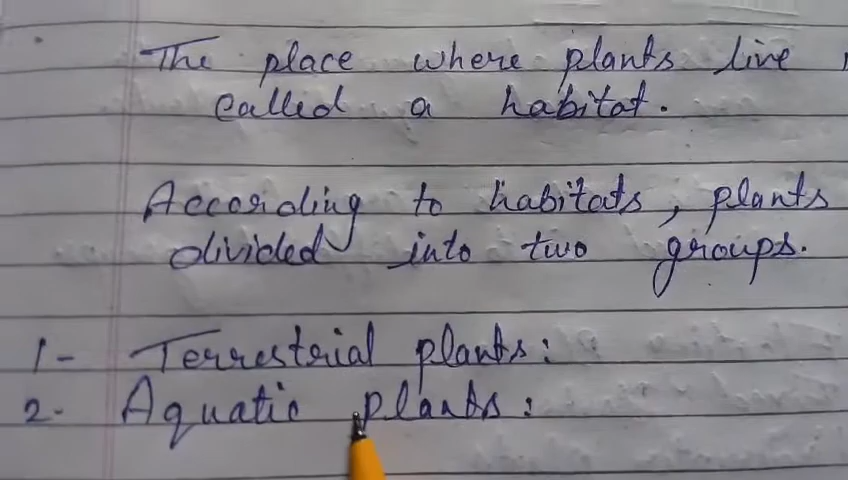 The place where plants live
called a habitat.
According to habitats, plants
divided into two groups.
1- Terrestrial plants:
2- Aquatic plants: